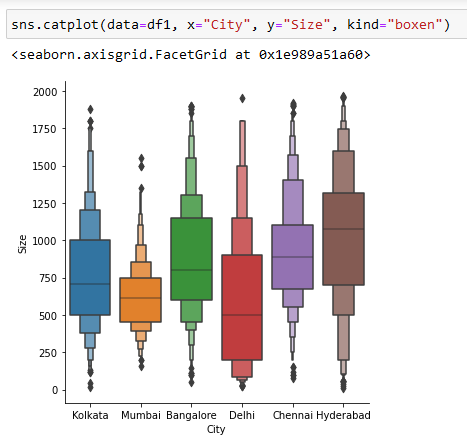 sns.catplot(data=df1, x="City", y="Size", kind="boxen")
<seaborn.axisgrid.FacetGrid at 0x1e989a51a60>
2000
1750
1500
1250
1000
750
500
250
0
Size
Kolkata Mumbai Bangalore Delhi Chennai Hyderabad
City